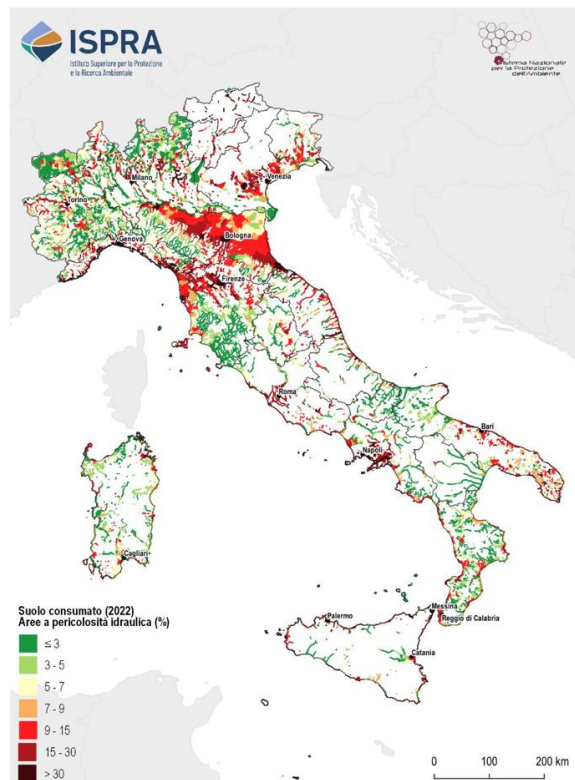 ISPRA
Istituto Superiore per la Protezione
e la Ricerca Ambientale
Sistema Nazionale
per la Protezione
dell'Ambiente
Milano
Venezia
Torino
Genova
Bologna
Firenze
Roma
Bari
Napoli
Cagliari
Messina
Palermo
Reggio di Calabria
Catania
Suolo consumato (2022)
Aree a pericolosità idraulica (%)
≤ 3
3 - 5
5 - 7
7 - 9
9 - 15
15 - 30
> 30
0 100 200 km